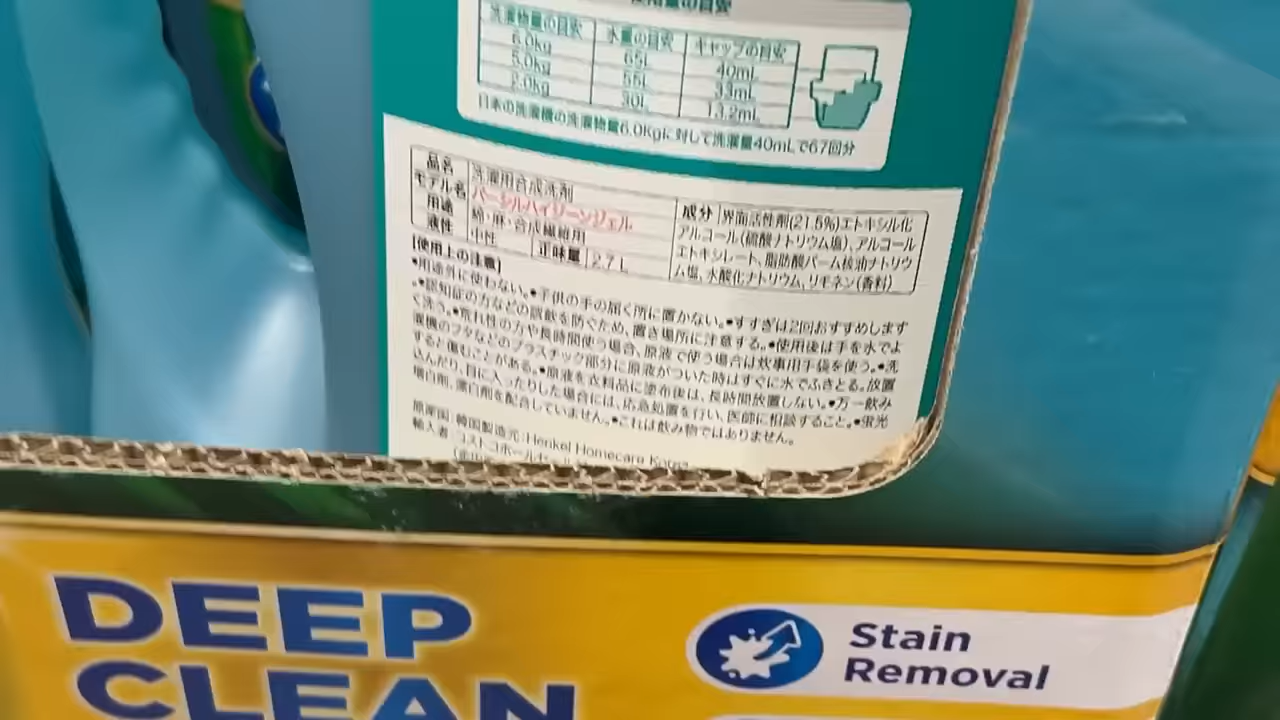 使用量の目安
洗濯物量の目安 水量の目安 キャップの目安
6.0kg 65L 40mL
5.0kg 55L 33mL
2.0kg 30L 13.2mL
日本の洗濯機の洗濯物量6.0Kgに対して洗濯量40mLで67回分
品名 洗濯用合成洗剤
モデル名 パーシルハイジーンジェル
用途 綿・麻・合成繊維用
液性 中性 正味量 2.7L
成分 界面活性剤(21.5%)エトキシル化
アルコール(硫酸ナトリウム塩)、アルコール
エトキシレート、脂肪酸パーム核油ナトリウ
ム塩、水酸化ナトリウム、リモネン(香料)
[使用上の注意]
●用途外に使わない。●子供の手の届く所に置かない。●すすぎは2回おすすめします
。●認知症の方などの誤飲を防ぐため、置き場所に注意する。●使用後は手を水でよ
く洗う。●荒れ性の方や長時間使う場合、原液で使う場合は炊事用手袋を使う。●洗
濯機のフタなどのプラスチック部分に原液がついた時はすぐに水でふきとる。放置
すると傷むことがある。●原液を衣料品に塗布後は、長時間放置しない。●万一飲み
込んだり、目に入ったりした場合には、応急処置を行い、医師に相談すること。●蛍光
増白剤、漂白剤を配合していません。●これは飲み物ではありません。
原産国:韓国製造元:Henkel Homecare Korea
輸入者:コストコホールセール
DEEP
CLEAN
Stain
Removal